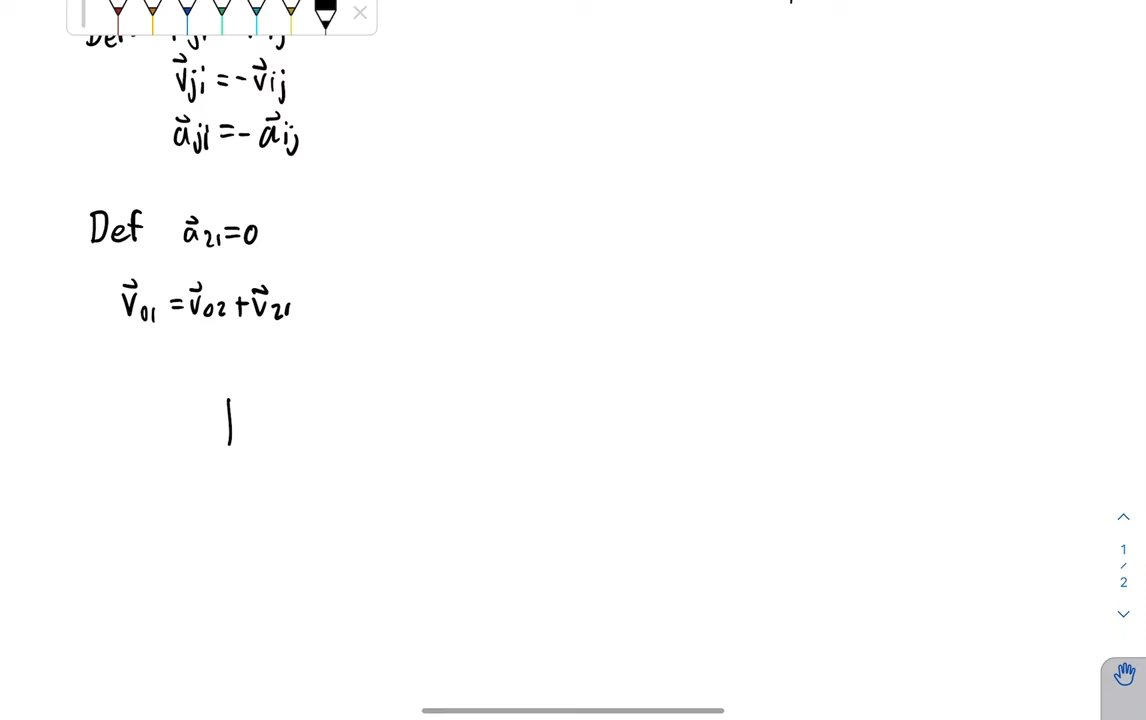 v⃗ji = -v⃗ij
a⃗ji = -a⃗ij
Def a⃗21=0
v⃗01 = v⃗02 + v⃗21
1
2